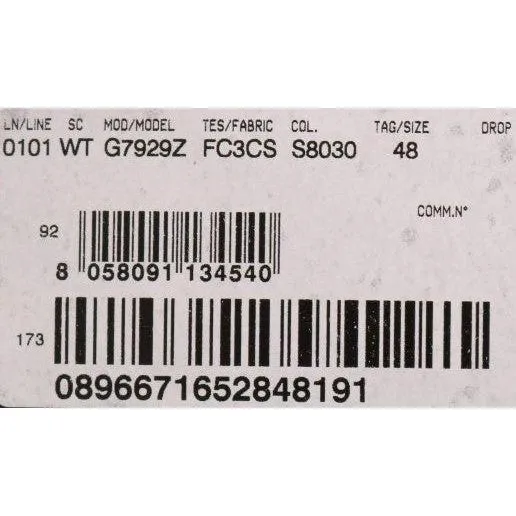 LN/LINE SC MOD/MODEL TES/FABRIC COL. TAG/SIZE DROP
0101 WT G7929Z FC3CS S8030 48
COMM.N°
92
8 058091 134540
173
0896671652848191